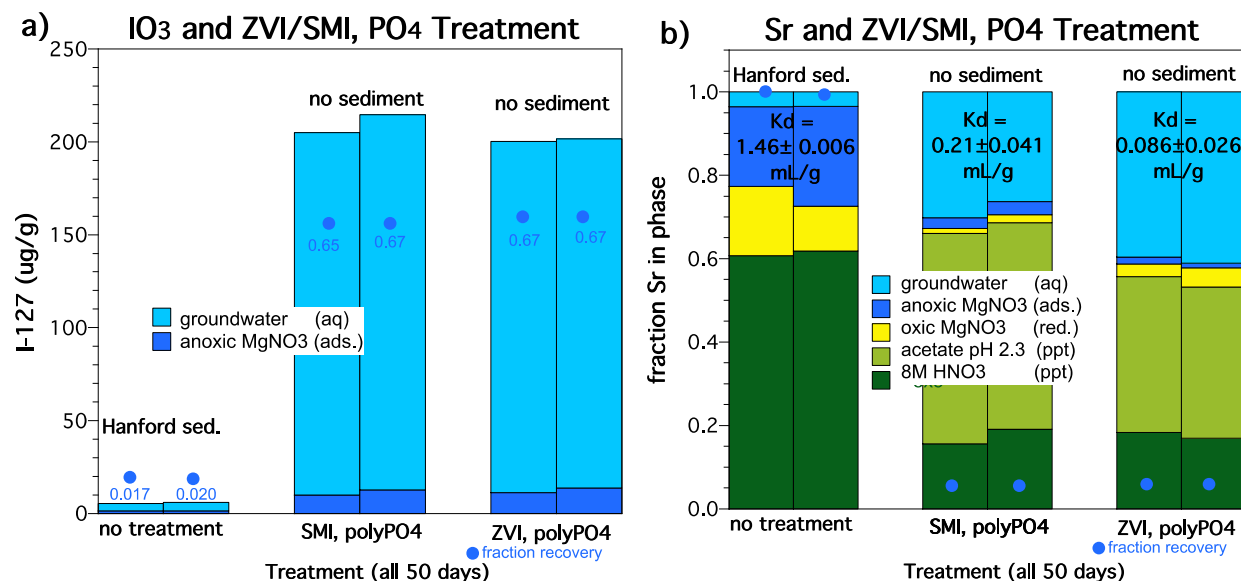 a)
IO3 and ZVI/SMI, PO4 Treatment
250
200
150
100
50
0
I-127 (ug/g)
no sediment
no sediment
0.65
0.67
0.67
0.67
groundwater (aq)
anoxic MgNO3 (ads.)
Hanford sed.
0.017
0.020
no treatment
SMI, polyPO4
ZVI, polyPO4
fraction recovery
Treatment (all 50 days)
b)
Sr and ZVI/SMI, PO4 Treatment
1.0
0.8
0.6
0.4
0.2
0.0
fraction Sr in phase
Hanford sed.
no sediment
no sediment
Kd =
1.46± 0.006
mL/g
Kd =
0.21±0.041
mL/g
Kd =
0.086±0.026
mL/g
groundwater (aq)
anoxic MgNO3 (ads.)
oxic MgNO3 (red.)
acetate pH 2.3 (ppt)
8M HNO3 (ppt)
no treatment
SMI, polyPO4
ZVI, polyPO4
fraction recovery
Treatment (all 50 days)